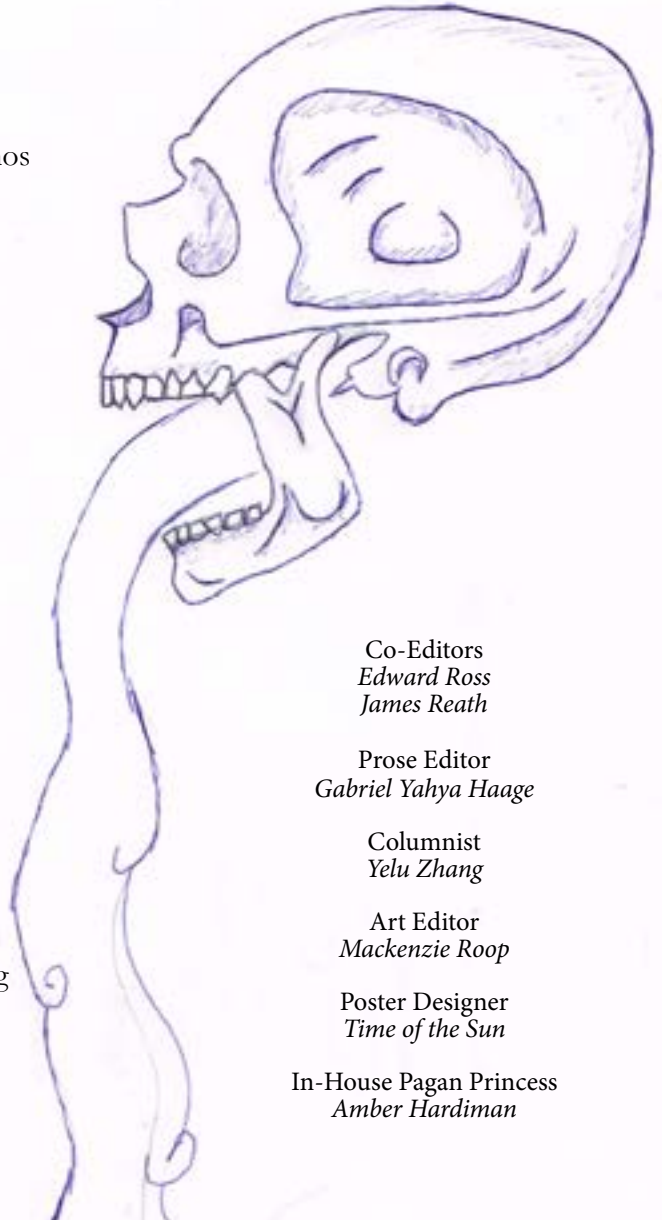 Co-Editors
Edward Ross
James Reath
Prose Editor
Gabriel Yahya Haage
Columnist
Yelu Zhang
Art Editor
Mackenzie Roop
Poster Designer
Time of the Sun
In-House Pagan Princess
Amber Hardiman